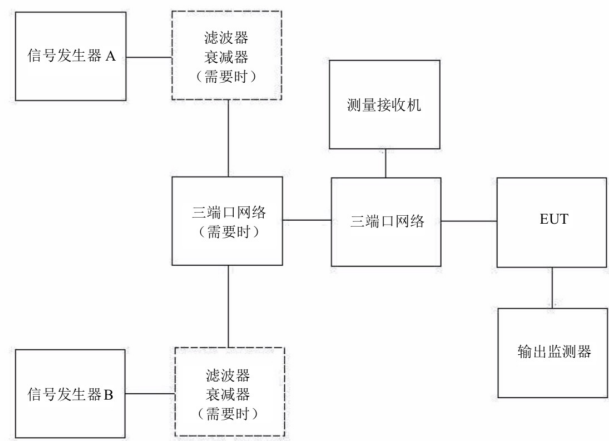 信号发生器 A
滤波器
衰减器
（需要时）
测量接收机
三端口网络
（需要时）
三端口网络
EUT
输出监测器
信号发生器 B
滤波器
衰减器
（需要时）